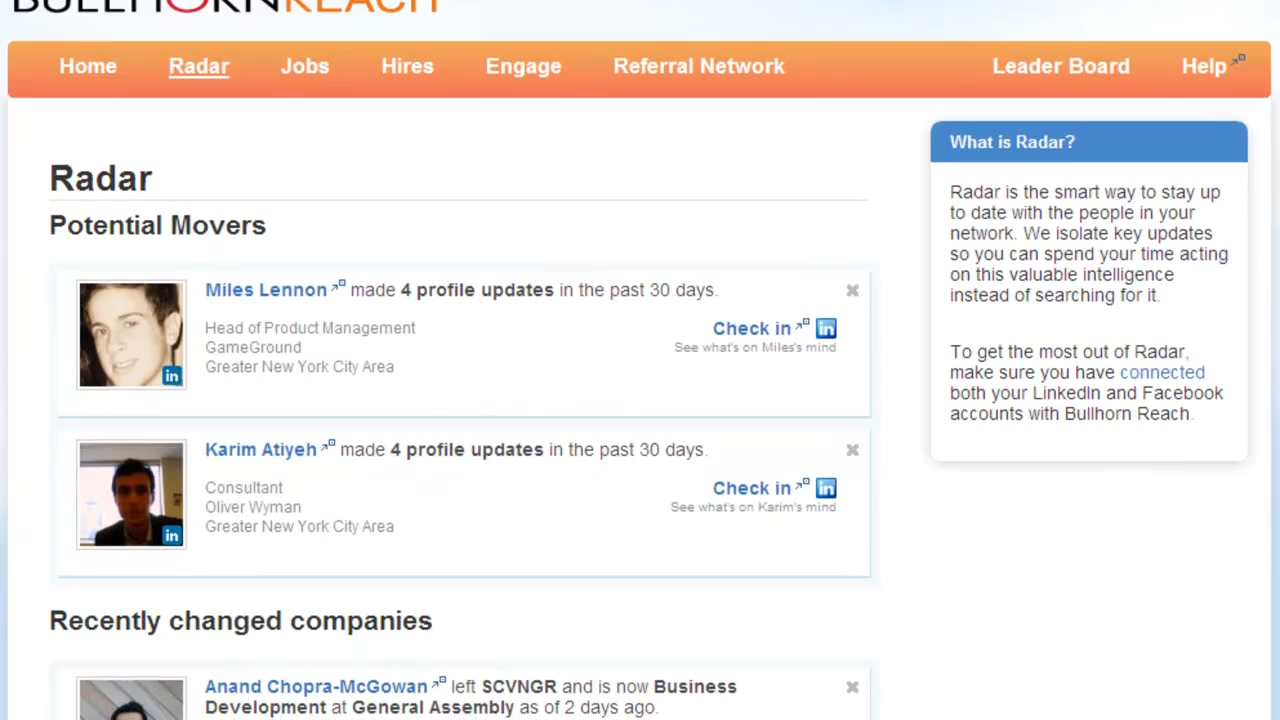 BULLHORNREACH
Home Radar Jobs Hires Engage Referral Network Leader Board Help
Radar
Potential Movers
Miles Lennon made 4 profile updates in the past 30 days.
Head of Product Management
GameGround
Greater New York City Area
Check in in
See what's on Miles's mind
in
Karim Atiyeh made 4 profile updates in the past 30 days.
Consultant
Oliver Wyman
Greater New York City Area
Check in in
See what's on Karim's mind
in
Recently changed companies
Anand Chopra-McGowan left SCVNGR and is now Business
Development at General Assembly as of 2 days ago.
What is Radar?
Radar is the smart way to stay up
to date with the people in your
network. We isolate key updates
so you can spend your time acting
on this valuable intelligence
instead of searching for it.
To get the most out of Radar,
make sure you have connected
both your LinkedIn and Facebook
accounts with Bullhorn Reach.